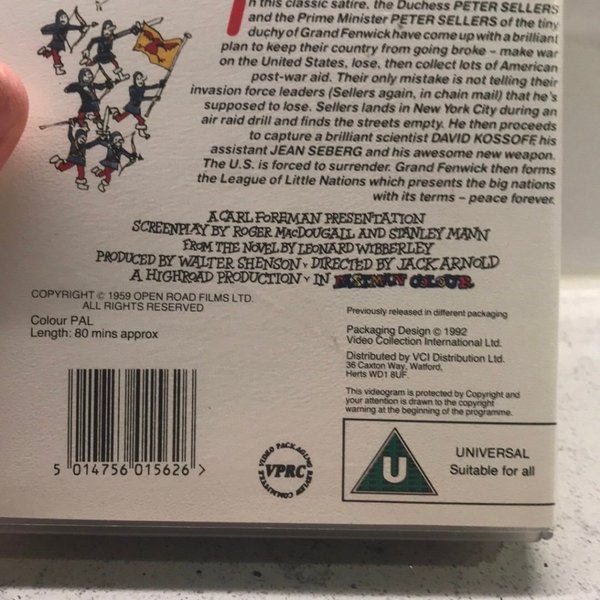 n this classic satire, the Duchess PETER SELLERS
and the Prime Minister PETER SELLERS of the tiny
duchy of Grand Fenwick have come up with a brilliant
plan to keep their country from going broke - make war
on the United States, lose, then collect lots of American
post-war aid. Their only mistake is not telling their
invasion force leaders (Sellers again, in chain mail) that he's
supposed to lose. Sellers lands in New York City during an
air raid drill and finds the streets empty. He then proceeds
to capture a brilliant scientist DAVID KOSSOFF, his
assistant JEAN SEBERG and his awesome new weapon.
The U.S. is forced to surrender. Grand Fenwick then forms
the League of Little Nations which presents the big nations
with its terms – peace forever.
A CARL FOREMAN PRESENTATION
SCREENPLAY BY ROGER MacDOUGALL AND STANLEY MANN
FROM THE NOVEL BY LEONARD WIBBERLEY
PRODUCED BY WALTER SHENSON · DIRECTED BY JACK ARNOLD
A HIGHROAD PRODUCTION · IN EASTMAN COLOUR
COPYRIGHT © 1959 OPEN ROAD FILMS LTD.
ALL RIGHTS RESERVED
Colour PAL
Length: 80 mins approx
Previously released in different packaging
Packaging Design © 1992
Video Collection International Ltd.
Distributed by VCI Distribution Ltd.
36 Caxton Way, Watford,
Herts WD1 8UF
This videogram is protected by Copyright and
your attention is drawn to the copyright
warning at the beginning of the programme.
5 014756 015626 >
VIDEO PACKAGING REVIEW COMMITTEE
VPRC
U
UNIVERSAL
Suitable for all